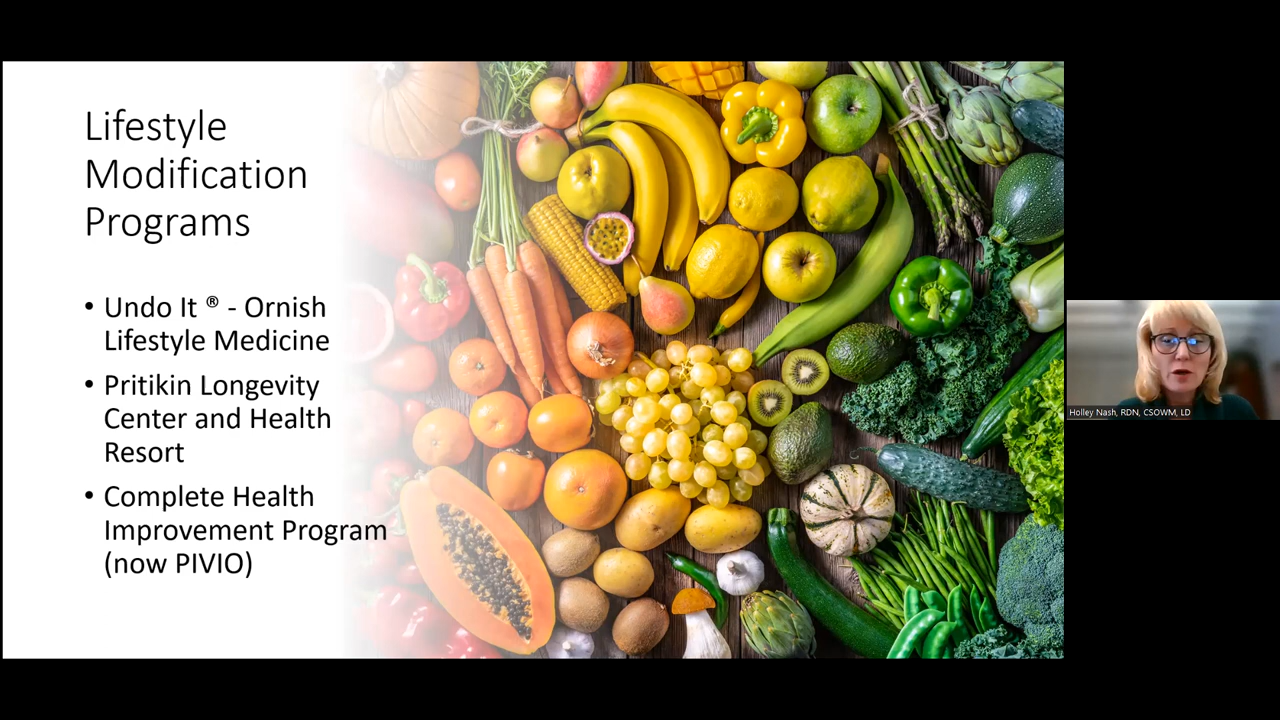 Lifestyle
Modification
Programs
• Undo It ® - Ornish
Lifestyle Medicine
• Pritikin Longevity
Center and Health
Resort
• Complete Health
Improvement Program
(now PIVIO)
Holley Nash, RDN, CSOWM, LD